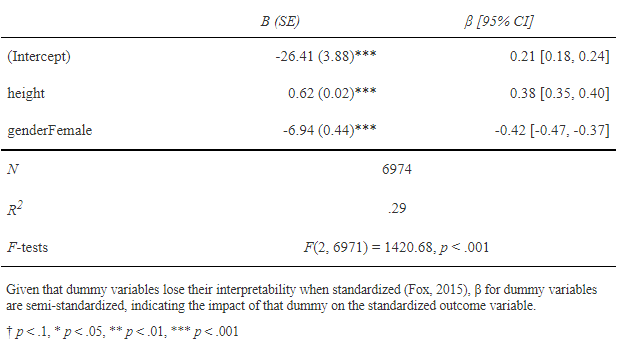 B (SE) β [95% CI]
(Intercept) -26.41 (3.88)*** 0.21 [0.18, 0.24]
height 0.62 (0.02)*** 0.38 [0.35, 0.40]
genderFemale -6.94 (0.44)*** -0.42 [-0.47, -0.37]
N 6974
R2 .29
F-tests F(2, 6971) = 1420.68, p < .001
Given that dummy variables lose their interpretability when standardized (Fox, 2015), β for dummy variables
are semi-standardized, indicating the impact of that dummy on the standardized outcome variable.
† p < .1, * p < .05, ** p < .01, *** p < .001